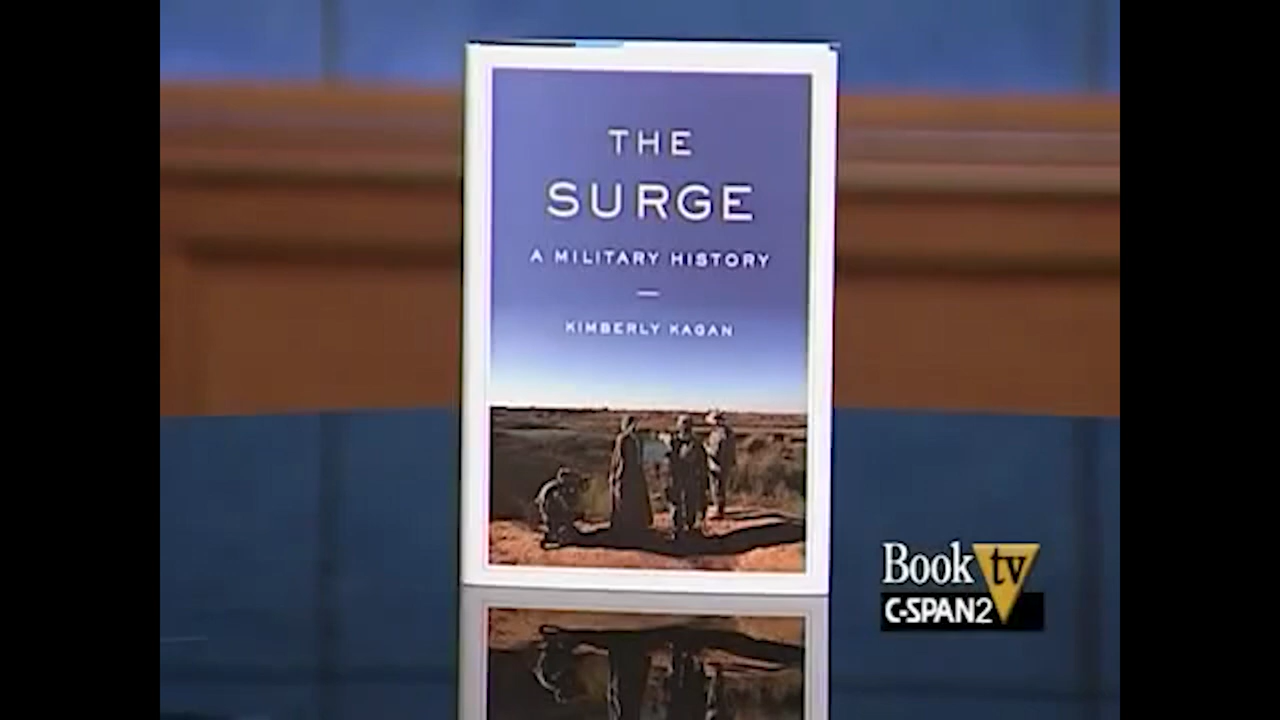 THE
SURGE
A MILITARY HISTORY
KIMBERLY KAGAN
Book tv
C-SPAN2